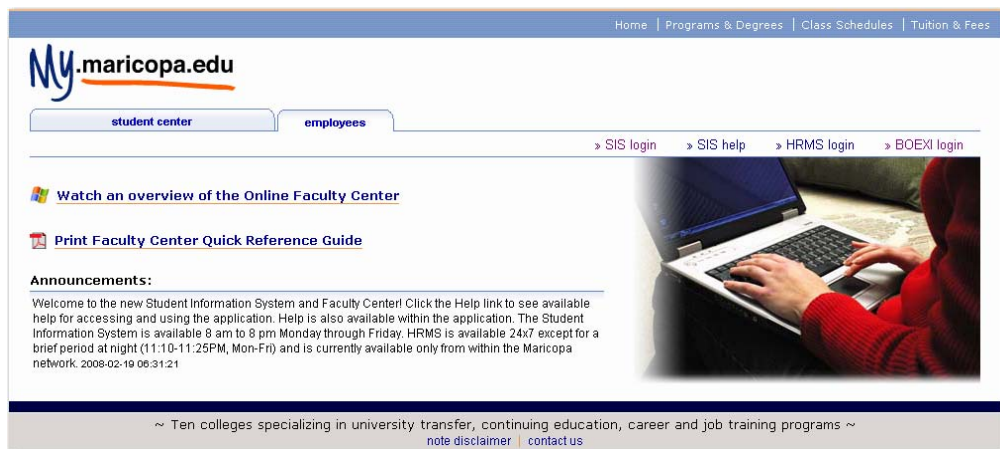 Home | Programs & Degrees | Class Schedules | Tuition & Fees
My.maricopa.edu
student center employees
» SIS login » SIS help » HRMS login » BOEXI login
Watch an overview of the Online Faculty Center
Print Faculty Center Quick Reference Guide
Announcements:
Welcome to the new Student Information System and Faculty Center! Click the Help link to see available
help for accessing and using the application. Help is also available within the application. The Student
Information System is available 8 am to 8 pm Monday through Friday. HRMS is available 24x7 except for a
brief period at night (11:10-11:25PM, Mon-Fri) and is currently available only from within the Maricopa
network. 2008-02-19 06:31:21
~ Ten colleges specializing in university transfer, continuing education, career and job training programs ~
note disclaimer | contact us